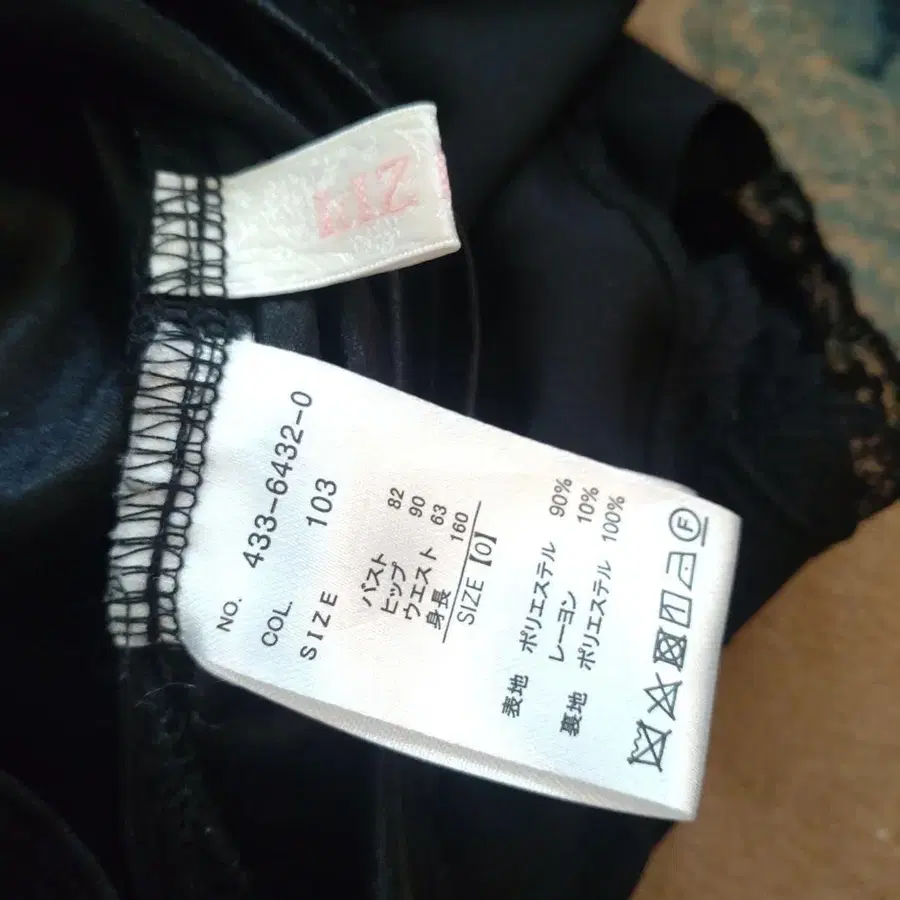 NO. 433-6432-0
COL. 103
SIZE
バスト 82
ヒップ 90
ウエスト 63
身長 160
SIZE【0】
表地 ポリエステル 90%
レーヨン 10%
裏地 ポリエステル 100%
F